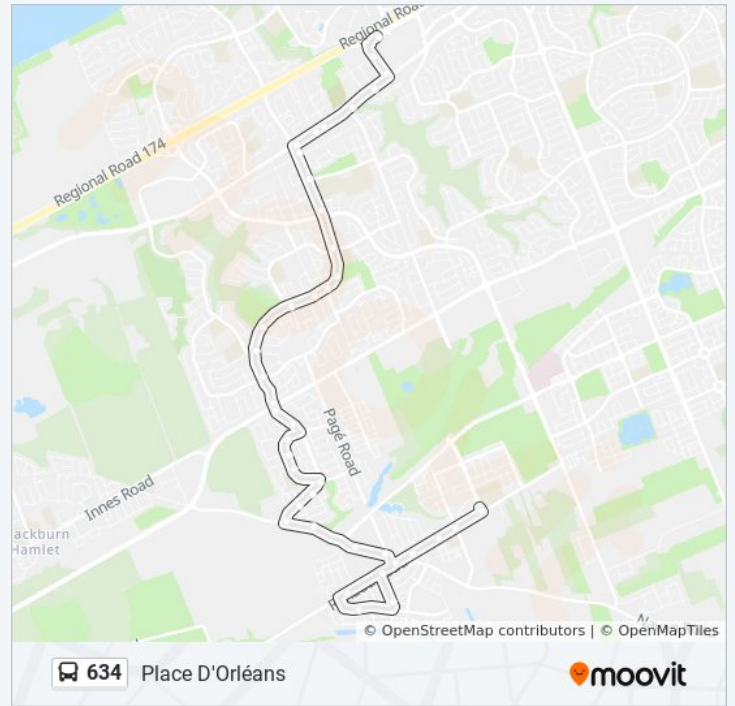 Regional Road
Regional Road 174
Pagé Road
Innes Road
ackburn
Hamlet
© OpenStreetMap contributors | © OpenMapTiles
634 Place D'Orléans
moovit